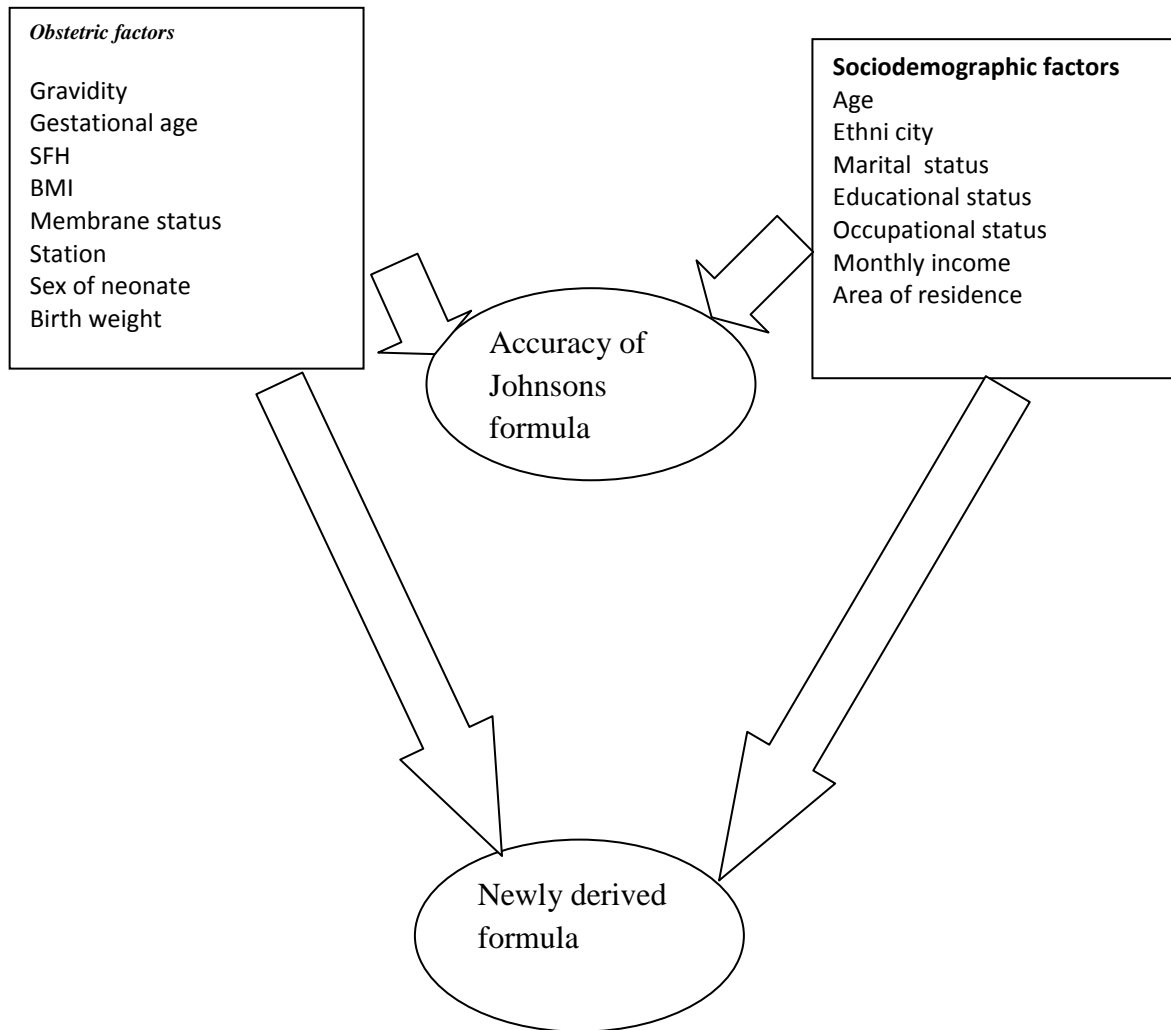 Obstetric factors
Gravidity
Gestational age
SFH
BMI
Membrane status
Station
Sex of neonate
Birth weight
Sociodemographic factors
Age
Ethni city
Marital status
Educational status
Occupational status
Monthly income
Area of residence
Accuracy of
Johnsons
formula
Newly derived
formula